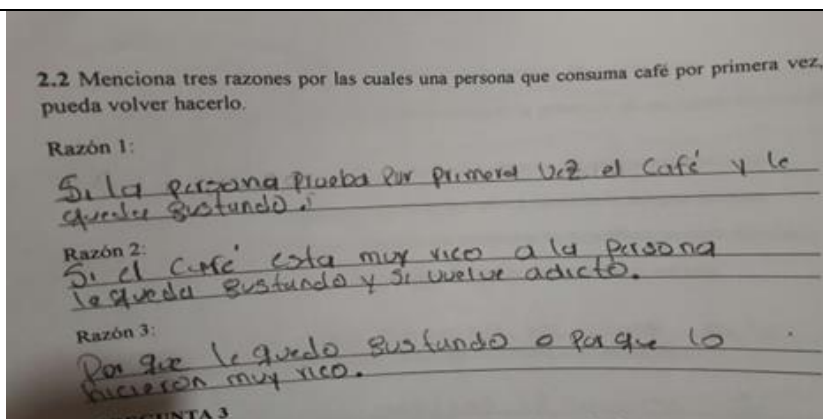 2.2 Menciona tres razones por las cuales una persona que consuma café por primera vez,
pueda volver hacerlo.
Razón 1:
Si la persona Prueba Por Primera vez el Café y le
queda gustando.
Razón 2:
Si el Café esta muy rico a la persona
le queda gustando y se vuelve adicto.
Razón 3:
Por que le quedo gustando o Por que lo
hicieron muy rico.
PREGUNTA 3